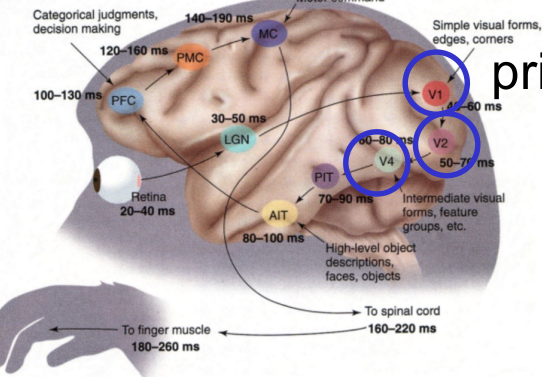 Categorical judgments,
decision making
140–190 ms
Simple visual forms,
edges, corners
120–160 ms
MC
PMC
100–130 ms
PFC
V1
pri
30–50 ms
40–60 ms
LGN
60–80 ms
V2
V4
50–70 ms
PIT
Retina
20–40 ms
70–90 ms
AIT
Intermediate visual
forms, feature
groups, etc.
80–100 ms
High-level object
descriptions,
faces, objects
To spinal cord
160–220 ms
To finger muscle
180–260 ms